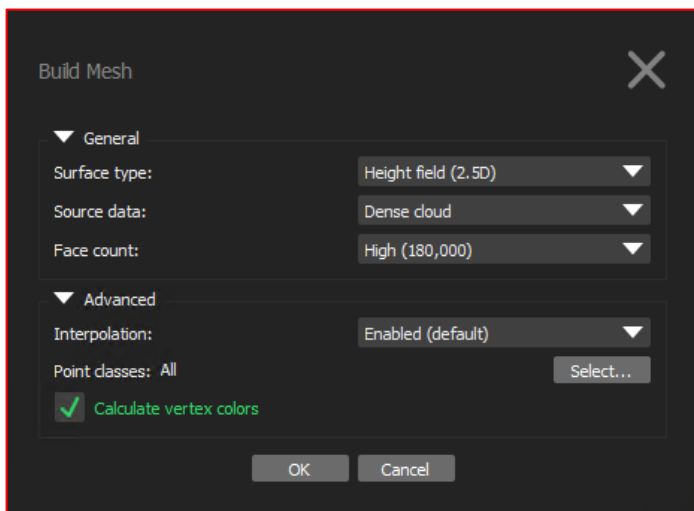 Build Mesh
General
Surface type: Height field (2.5D)
Source data: Dense cloud
Face count: High (180,000)
Advanced
Interpolation: Enabled (default)
Point classes: All Select...
Calculate vertex colors
OK Cancel